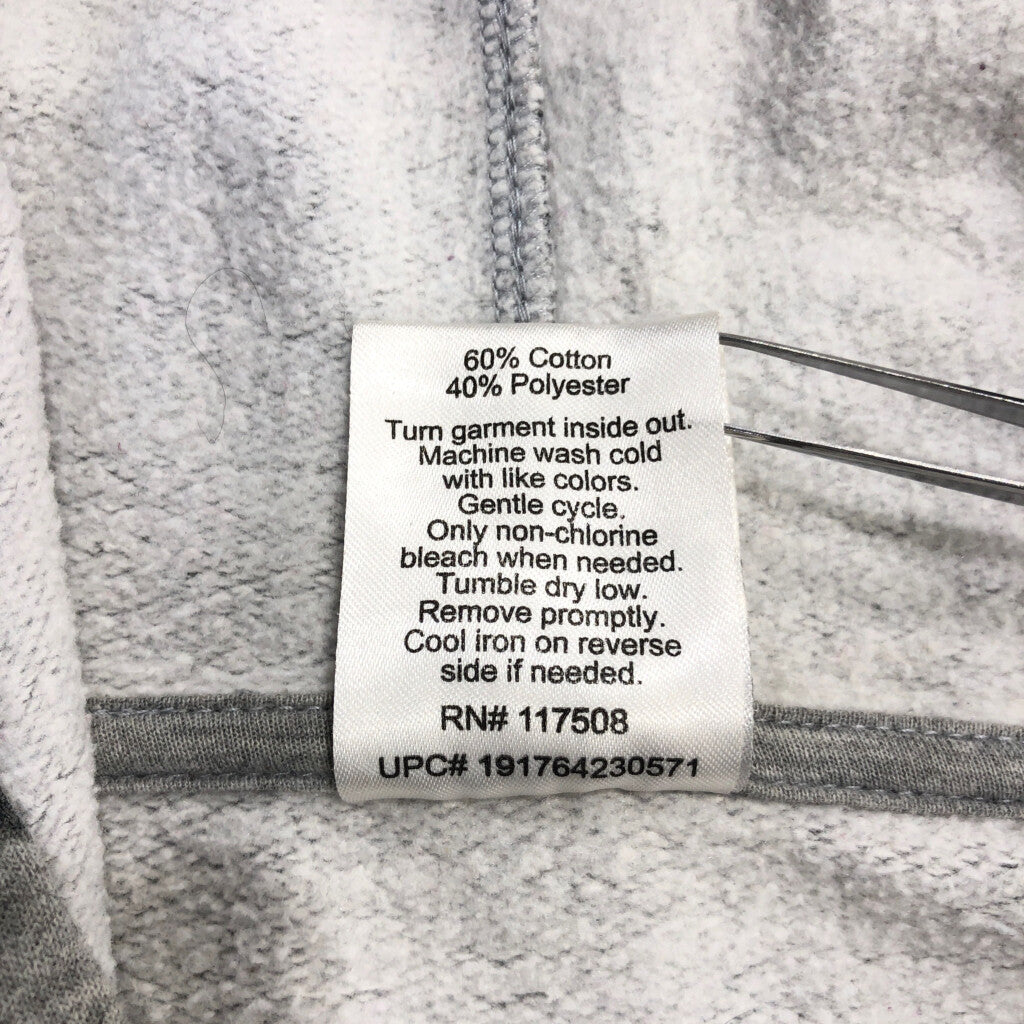 60% Cotton
40% Polyester
Turn garment inside out.
Machine wash cold
with like colors.
Gentle cycle.
Only non-chlorine
bleach when needed.
Tumble dry low.
Remove promptly.
Cool iron on reverse
side if needed.
RN# 117508
UPC# 191764230571